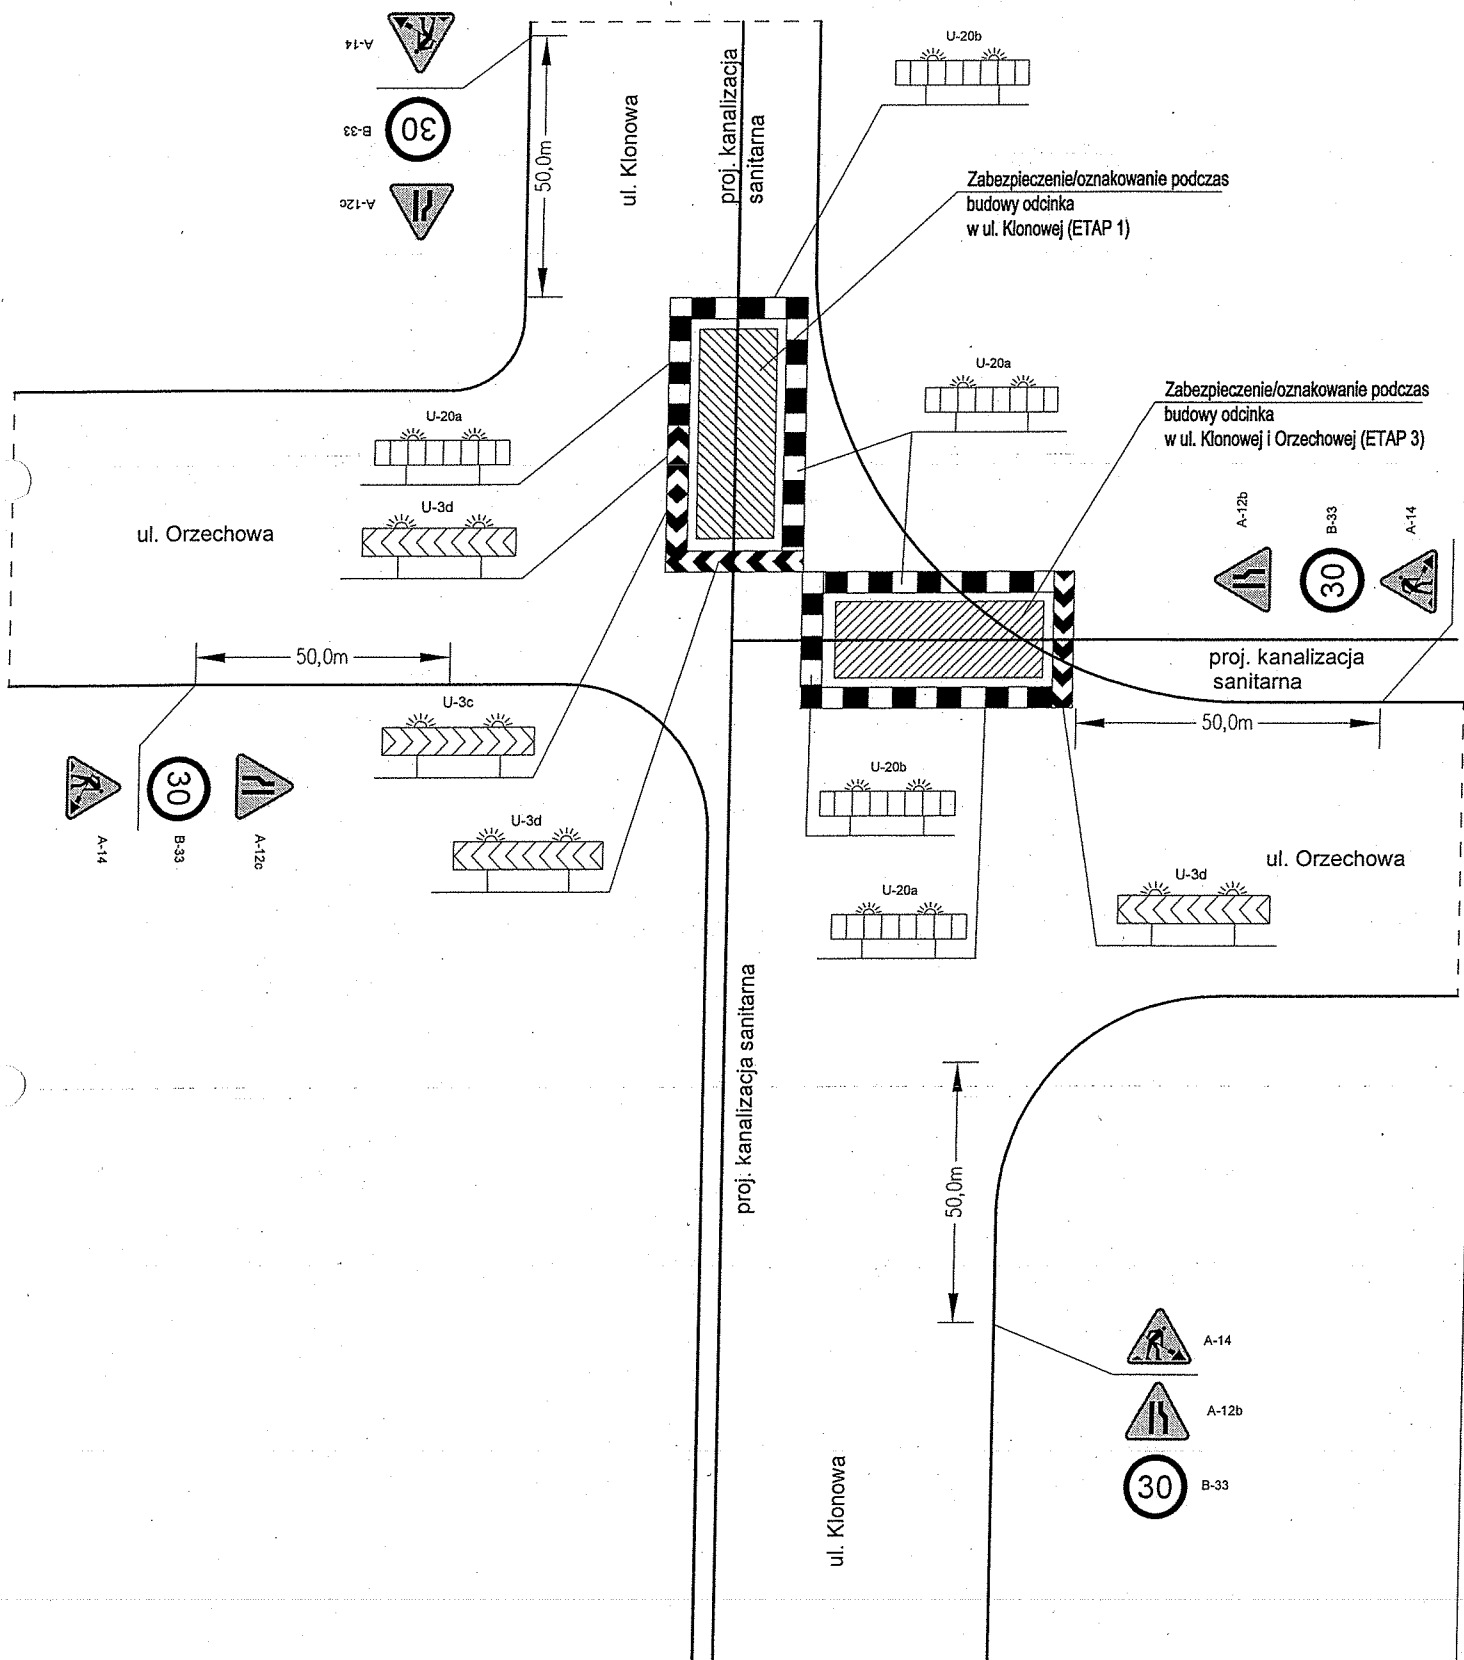 A-14
30
B-33
A-12c
50,0m
ul. Klonowa
proj. kanalizacja
sanitarna
U-20b
Zabezpieczenie/oznakowanie podczas
budowy odcinka
w ul. Klonowej (ETAP 1)
U-20a
Zabezpieczenie/oznakowanie podczas
budowy odcinka
w ul. Klonowej i Orzechowej (ETAP 3)
U-20a
U-3d
ul. Orzechowa
A-12b
B-33
30
A-14
50,0m
proj. kanalizacja
sanitarna
50,0m
U-3c
U-3d
30
A-14
B-33
A-12c
U-20b
U-20a
U-3d
ul. Orzechowa
proj. kanalizacja sanitarna
50,0m
A-14
A-12b
30
B-33
ul. Klonowa